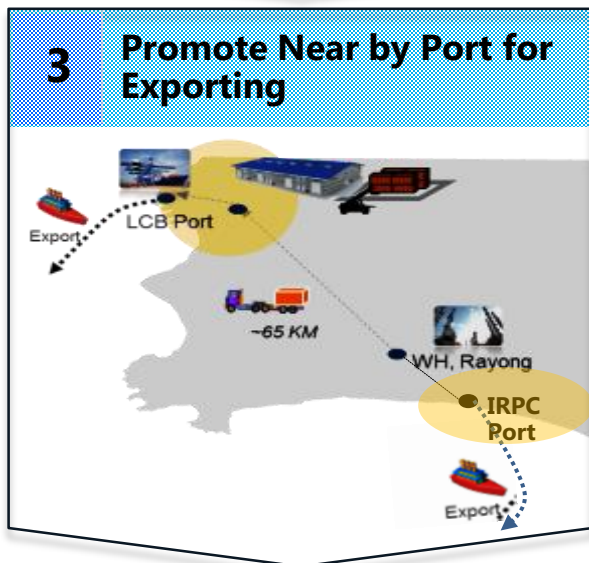 3
Promote Near by Port for
Exporting
LCB Port
Export
~65 KM
WH, Rayong
IRPC
Port
Export